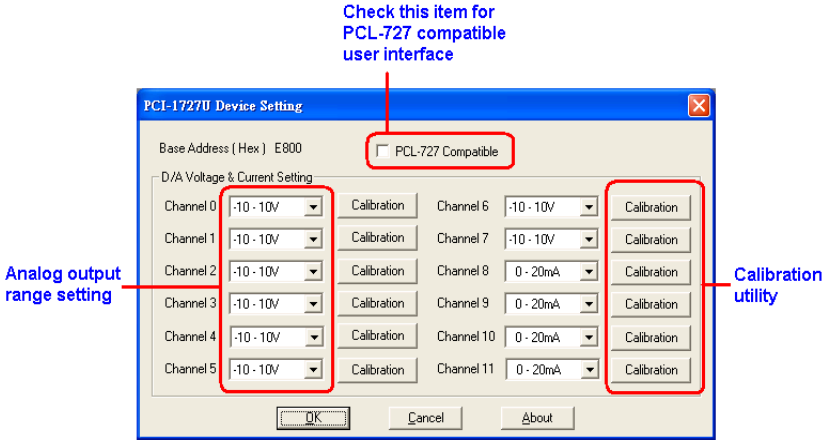 Check this item for
PCL-727 compatible
user interface
PCI-1727U Device Setting
Base Address ( Hex )   E800
PCL-727 Compatible
D/A Voltage & Current Setting
Channel 0 -10 - 10V Calibration Channel 6 -10 - 10V Calibration
Channel 1 -10 - 10V Calibration Channel 7 -10 - 10V Calibration
Channel 2 -10 - 10V Calibration Channel 8 0 - 20mA Calibration
Channel 3 -10 - 10V Calibration Channel 9 0 - 20mA Calibration
Channel 4 -10 - 10V Calibration Channel 10 0 - 20mA Calibration
Channel 5 -10 - 10V Calibration Channel 11 0 - 20mA Calibration
Analog output
range setting
Calibration
utility
OK Cancel About